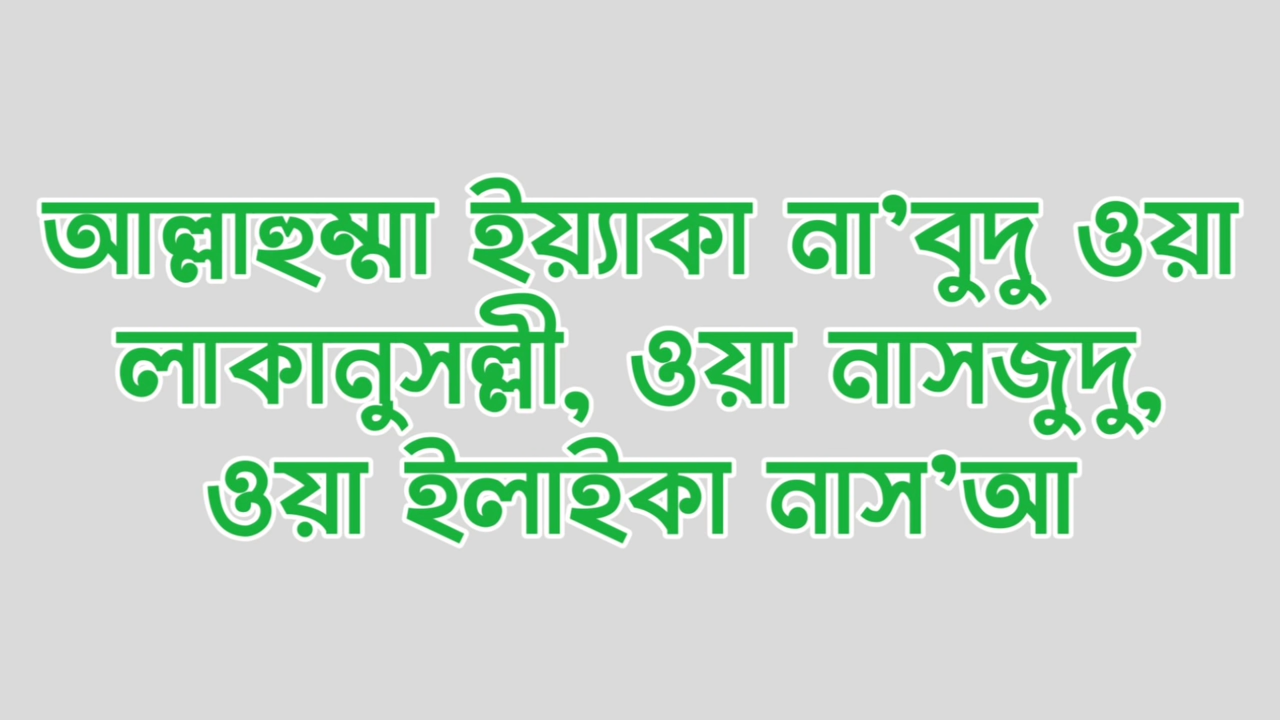 আল্লাহুম্মা ইয়্যাকা না’বুদু ওয়া
লাকানুসল্লী, ওয়া নাসজুদু,
ওয়া ইলাইকা নাস’আ